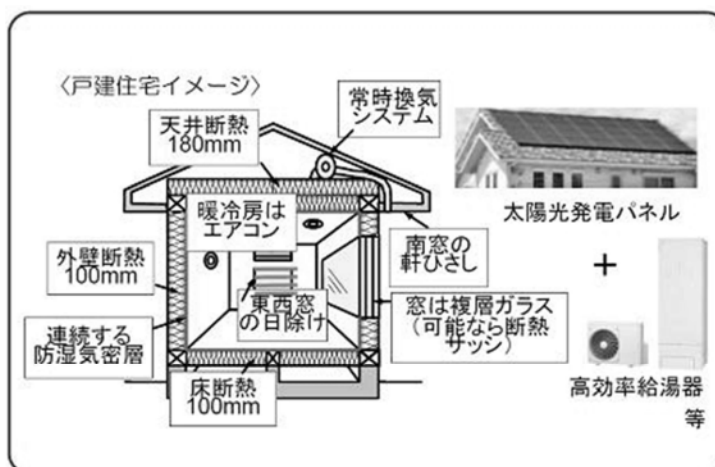 〈戸建住宅イメージ〉
常時換気
システム
天井断熱
180mm
暖冷房は
エアコン
太陽光発電パネル
南窓の
軒ひさし
外壁断熱
100mm
東西窓
の日除け
窓は複層ガラス
(可能なら断熱
サッシ)
連続する
防湿気密層
床断熱
100mm
+
高効率給湯器
等